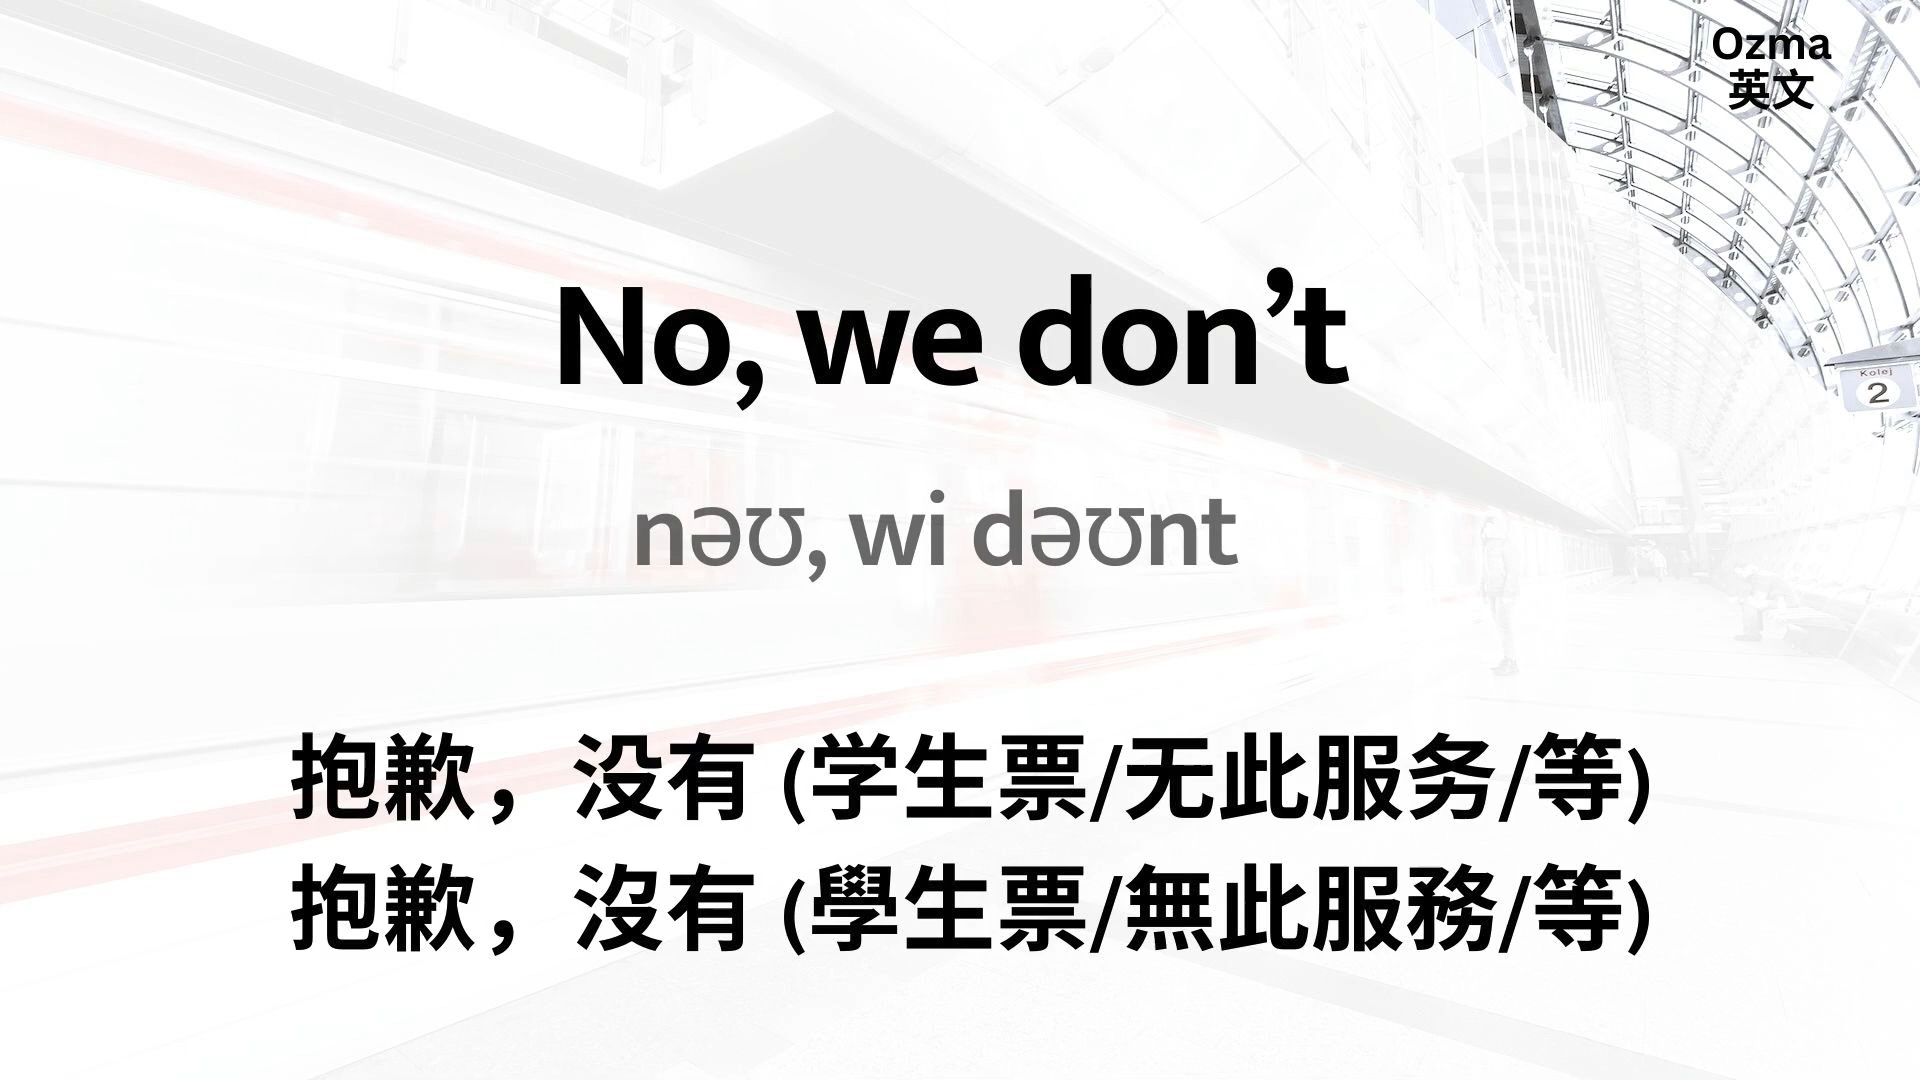 Ozma
英文
No, we don’t
Kolej
2
nəʊ, wi dəʊnt
抱歉，没有 (学生票/无此服务/等)
抱歉，沒有 (學生票/無此服務/等)